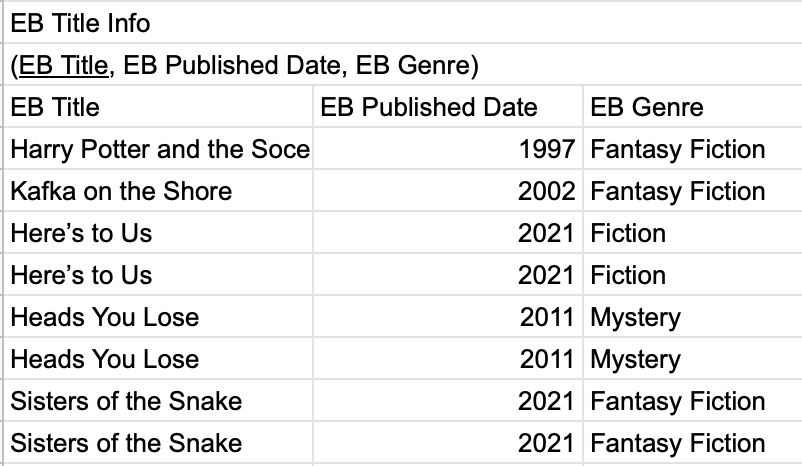 EB Title Info
(EB Title, EB Published Date, EB Genre)
EB Title EB Published Date EB Genre
Harry Potter and the Soce 1997 Fantasy Fiction
Kafka on the Shore 2002 Fantasy Fiction
Here’s to Us 2021 Fiction
Here’s to Us 2021 Fiction
Heads You Lose 2011 Mystery
Heads You Lose 2011 Mystery
Sisters of the Snake 2021 Fantasy Fiction
Sisters of the Snake 2021 Fantasy Fiction